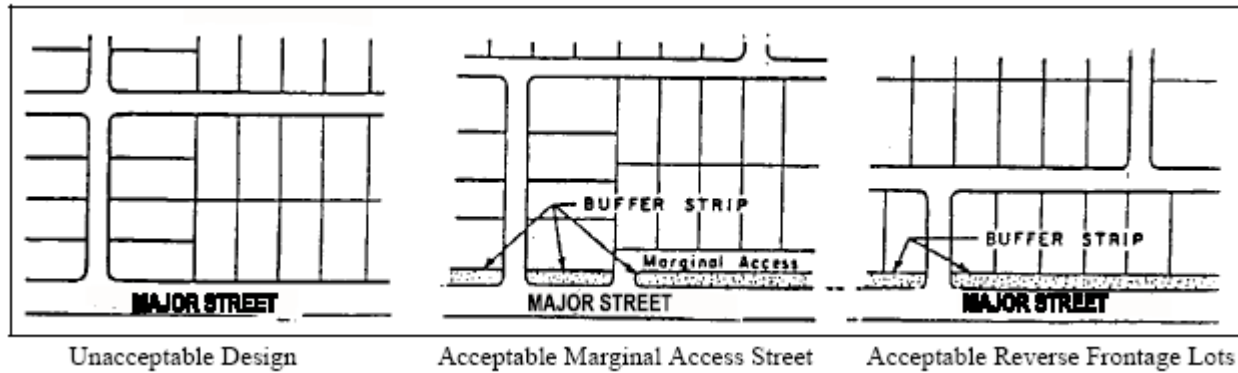 BUFFER STRIP
Marginal Access
MAJOR STREET
MAJOR STREET
BUFFER STRIP
MAJOR STREET
Unacceptable Design
Acceptable Marginal Access Street
Acceptable Reverse Frontage Lots